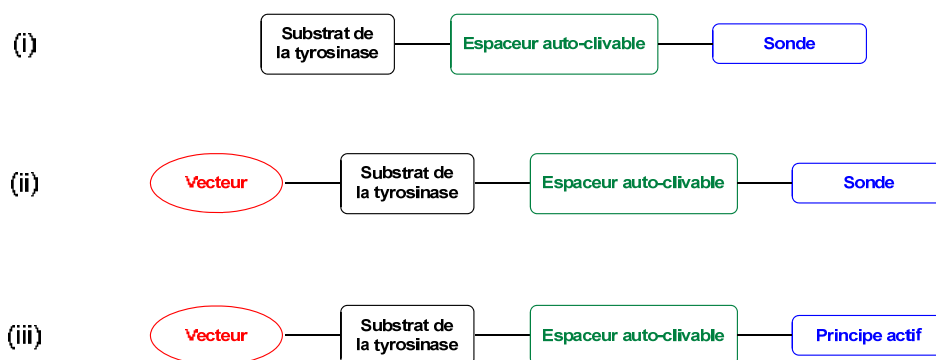 (i)
Substrat de
la tyrosinase
Espaceur auto-clivable
Sonde
(ii)
Vecteur
Substrat de
la tyrosinase
Espaceur auto-clivable
Sonde
(iii)
Vecteur
Substrat de
la tyrosinase
Espaceur auto-clivable
Principe actif